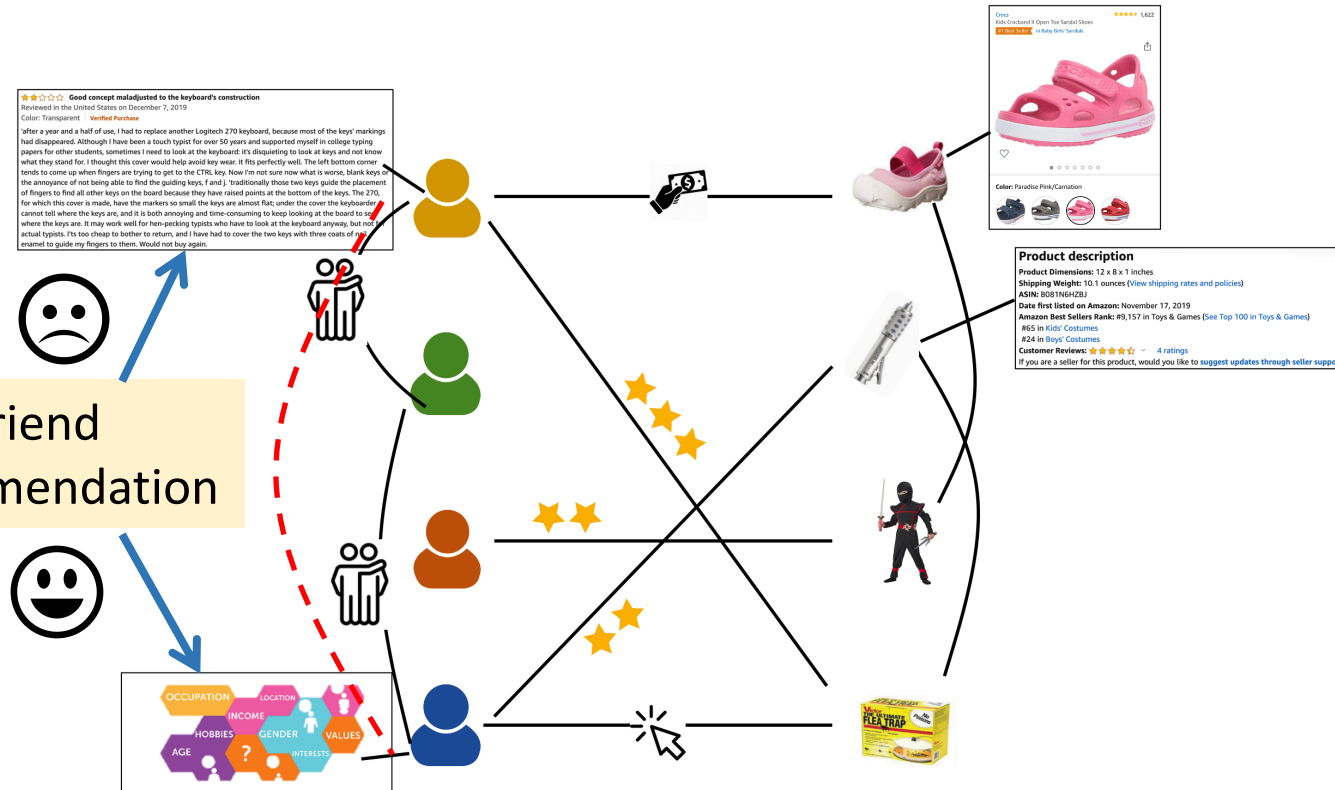 Crocs
1,622
Kids' Crocband II Open Toe Sandal Shoes
#1 Best Seller in Baby Girls' Sandals
Color: Paradise Pink/Carnation
Good concept maladjusted to the keyboard's construction
Reviewed in the United States on December 7, 2019
Color: Transparent | Verified Purchase
'after a year and a half of use, I had to replace another Logitech 270 keyboard, because most of the keys' markings
had disappeared. Although I have been a touch typist for over 50 years and supported myself in college typing
papers for other students, sometimes I need to look at the keyboard: it's disquieting to look at keys and not know
what they stand for. I thought this cover would help avoid key wear. It fits perfectly well. The left bottom corner
tends to come up when fingers are trying to get to the CTRL key. Now I'm not sure now what is worse, blank keys or
the annoyance of not being able to find the guiding keys, f and j. 'traditionally those two keys guide the placement
of fingers to find all other keys on the board because they have raised points at the bottom of the keys. The 270,
for which this cover is made, have the markers so small the keys are almost flat; under the cover the keyboarder
cannot tell where the keys are, and it is both annoying and time-consuming to keep looking at the board to see
where the keys are. It may work well for hen-pecking typists who have to look at the keyboard anyway, but not for
actual typists. I'ts too cheap to bother to return, and I have had to cover the two keys with three coats of nail
enamel to guide my fingers to them. Would not buy again.
Product description
Product Dimensions: 12 x 8 x 1 inches
Shipping Weight: 10.1 ounces (View shipping rates and policies)
ASIN: B081N6HZBJ
Date first listed on Amazon: November 17, 2019
Amazon Best Sellers Rank: #9,157 in Toys & Games (See Top 100 in Toys & Games)
#65 in Kids' Costumes
#24 in Boys' Costumes
Customer Reviews: 4 ratings
If you are a seller for this product, would you like to suggest updates through seller suppo
riend
mendation
OCCUPATION
LOCATION
INCOME
HOBBIES
GENDER
VALUES
AGE
?
INTERESTS
Victor
THE ULTIMATE
FLEA TRAP
No
Poisons